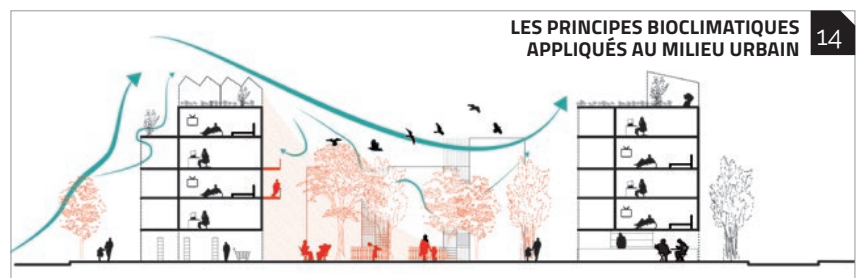 LES PRINCIPES BIOCLIMATIQUES
APPLIQUÉS AU MILIEU URBAIN
14